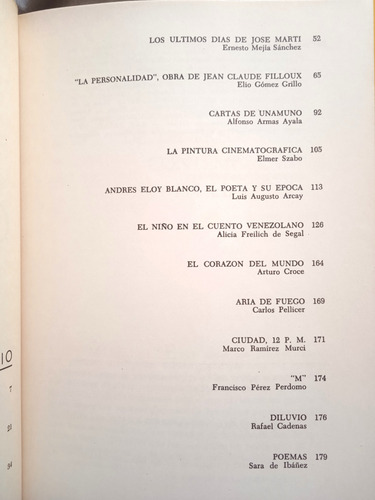 LOS ULTIMOS DIAS DE JOSE MARTI 52
Ernesto Mejía Sánchez
"LA PERSONALIDAD", OBRA DE JEAN CLAUDE FILLOUX 65
Elio Gómez Grillo
CARTAS DE UNAMUNO 92
Alfonso Armas Ayala
LA PINTURA CINEMATOGRAFICA 105
Elmer Szabo
ANDRES ELOY BLANCO, EL POETA Y SU EPOCA 113
Luis Augusto Arcay
EL NIÑO EN EL CUENTO VENEZOLANO 126
Alicia Freilich de Segal
EL CORAZON DEL MUNDO 164
Arturo Croce
ARIA DE FUEGO 169
Carlos Pellicer
CIUDAD, 12 P. M. 171
Marco Ramírez Murci
"M" 174
Francisco Pérez Perdomo
DILUVIO 176
Rafael Cadenas
POEMAS 179
Sara de Ibáñez
IO
7